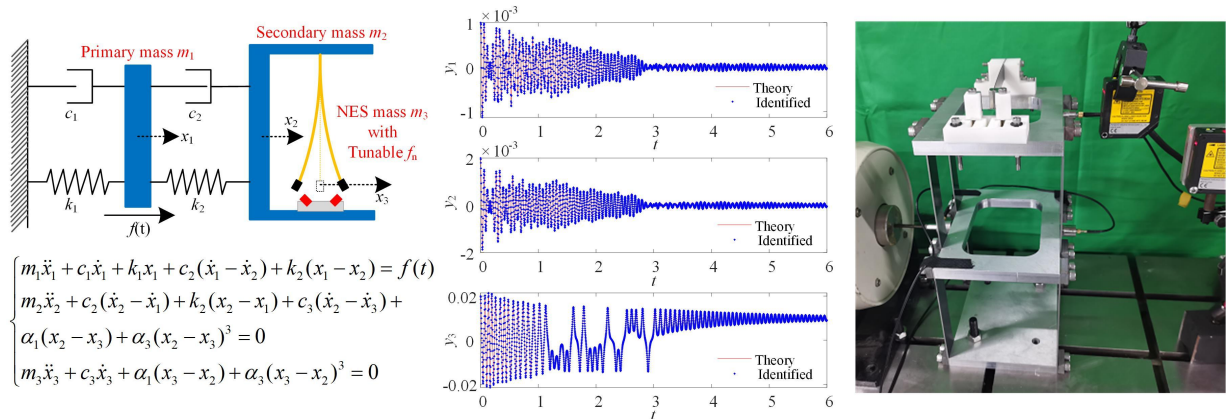 Secondary mass m₂
Primary mass m₁
c₁
c₂
x₁
x₂
NES mass m₃
with
Tunable fₙ
x₃
k₁
k₂
f(t)
m₁ẍ₁ + c₁ẋ₁ + k₁x₁ + c₂(ẋ₁ − ẋ₂) + k₂(x₁ − x₂) = f(t)
m₂ẍ₂ + c₂(ẋ₂ − ẋ₁) + k₂(x₂ − x₁) + c₃(ẋ₂ − ẋ₃) +
α₁(x₂ − x₃) + α₃(x₂ − x₃)³ = 0
m₃ẍ₃ + c₃ẋ₃ + α₁(x₃ − x₂) + α₃(x₃ − x₂)³ = 0
× 10⁻³
1
0
-1
y₁
Theory
Identified
0 1 2 3 4 5 6
t
× 10⁻³
2
0
-2
y₂
Theory
Identified
0 1 2 3 4 5 6
t
0.02
0
-0.02
y₃
Theory
Identified
0 1 2 3 4 5 6
t